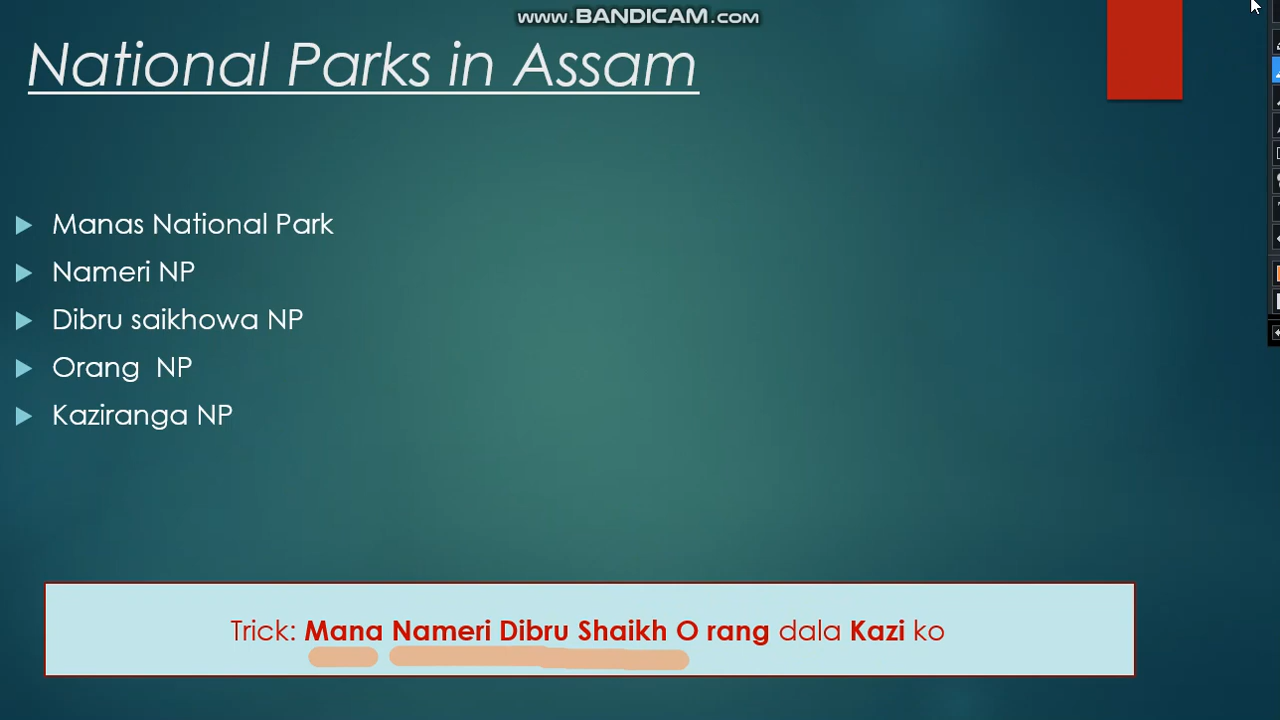 www.BANDICAM.com
National Parks in Assam
Manas National Park
Nameri NP
Dibru saikhowa NP
Orang NP
Kaziranga NP
Trick: Mana Nameri Dibru Shaikh O rang dala Kazi ko